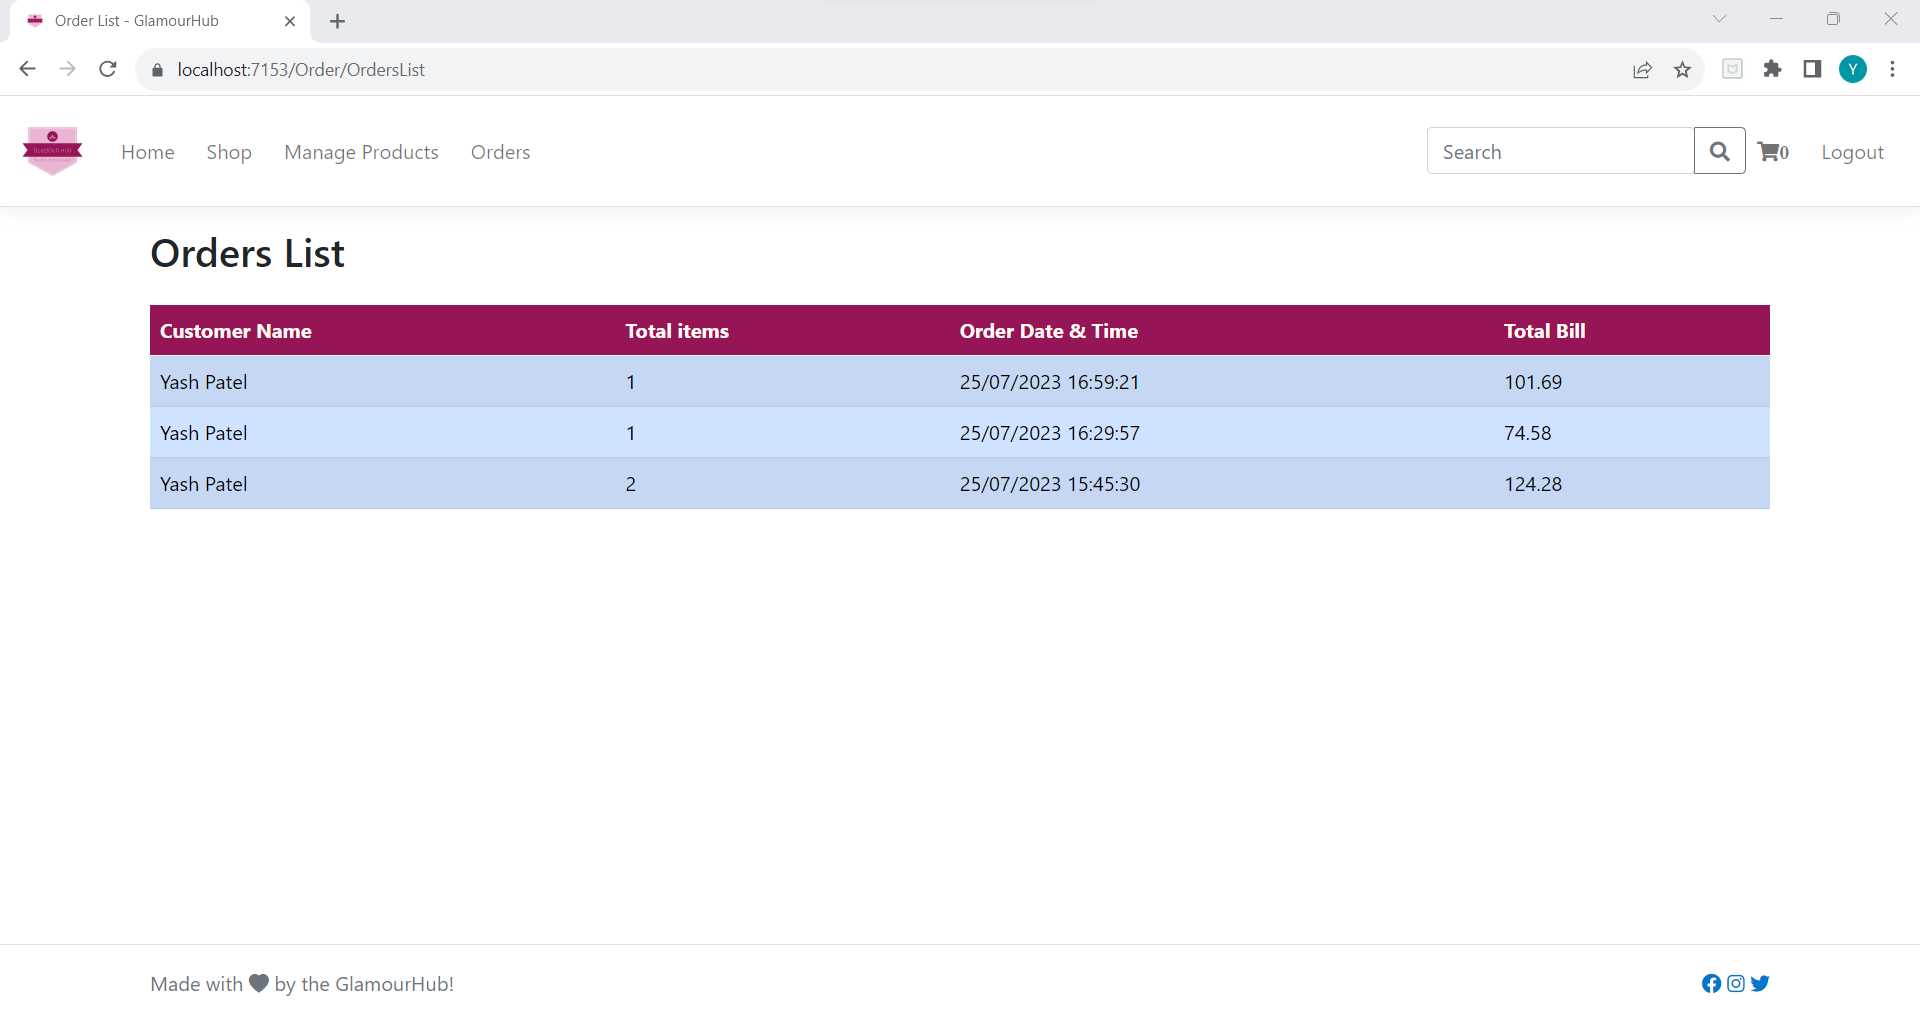 Order List - GlamourHub
localhost:7153/Order/OrdersList
Y
GLAMOUR HUB
Home Shop Manage Products Orders Search 0 Logout
Orders List
Customer Name Total items Order Date & Time Total Bill
Yash Patel 1 25/07/2023 16:59:21 101.69
Yash Patel 1 25/07/2023 16:29:57 74.58
Yash Patel 2 25/07/2023 15:45:30 124.28
Made with by the GlamourHub!